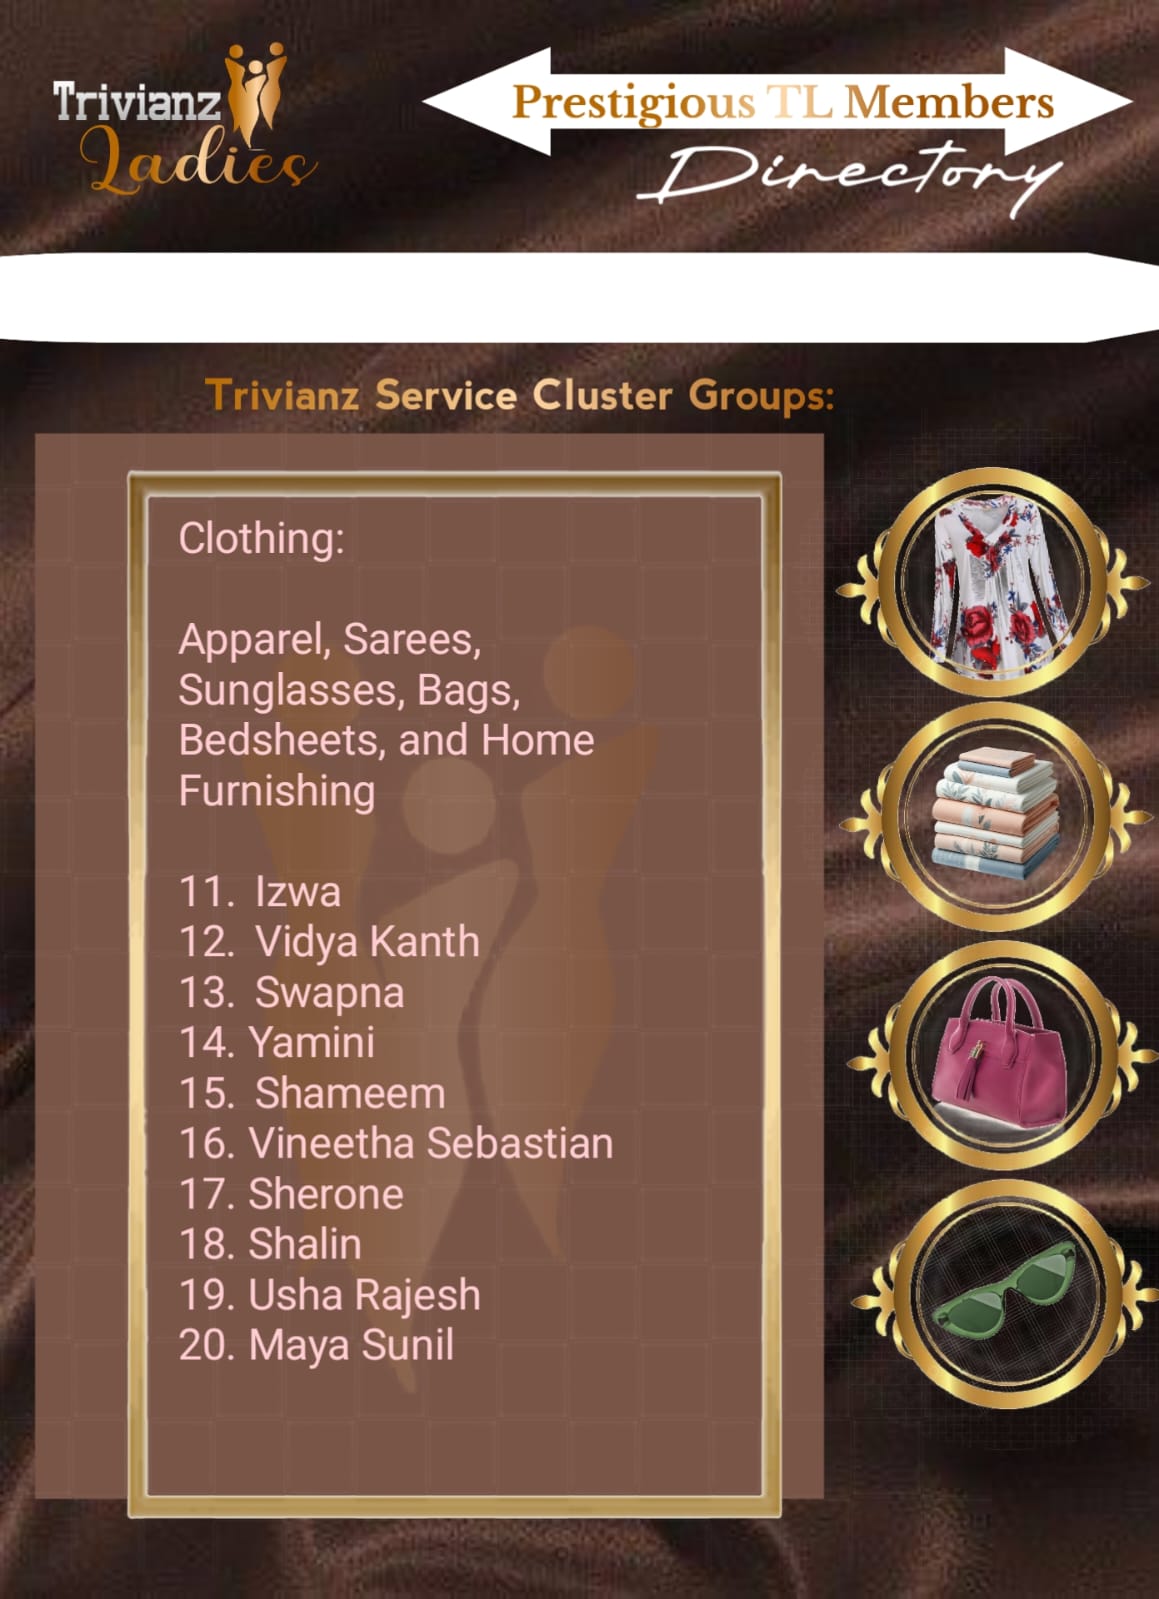 Trivianz
Ladies
Prestigious TL Members
Directory
Trivianz Service Cluster Groups:
Clothing:
Apparel, Sarees,
Sunglasses, Bags,
Bedsheets, and Home
Furnishing
11. Izwa
12. Vidya Kanth
13. Swapna
14. Yamini
15. Shameem
16. Vineetha Sebastian
17. Sherone
18. Shalin
19. Usha Rajesh
20. Maya Sunil